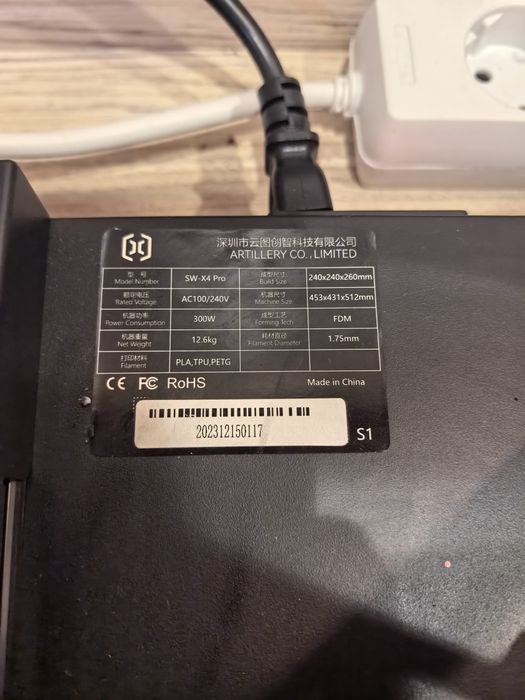 深圳市云图创智科技有限公司
ARTILLERY CO., LIMITED
型 号 SW-X4 Pro 成型尺寸 240x240x260mm
Model Number Build Size
额定电压 AC100/240V 机器尺寸 453x431x512mm
Rated Voltage Machine Size
机器功率 300W 成型工艺 FDM
Power Consumption Forming Tech
机器重量 12.6kg 耗材直径 1.75mm
Net Weight Filament Diameter
打印材料 PLA,TPU,PETG
Filament
CE FC RoHS Made in China
202312150117
S1